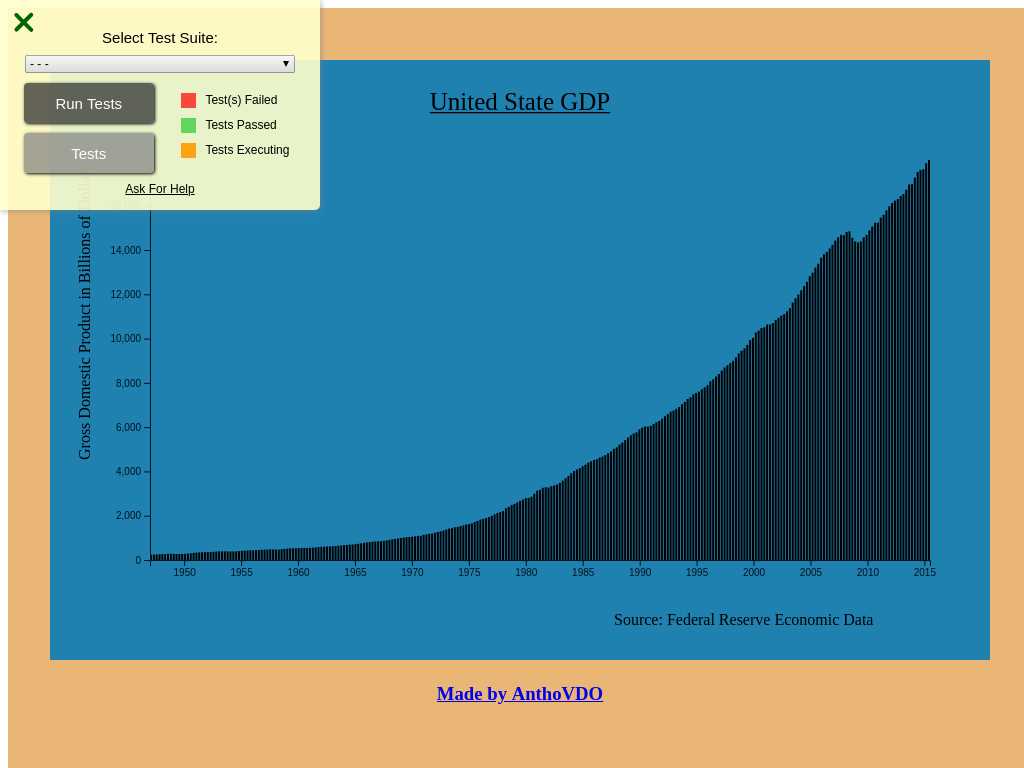 Select Test Suite:
- - -
Run Tests
Tests
Test(s) Failed
Tests Passed
Tests Executing
Ask For Help
United State GDP
Gross Domestic Product in Billions of
14,000
12,000
10,000
8,000
6,000
4,000
2,000
0
1950 1955 1960 1965 1970 1975 1980 1985 1990 1995 2000 2005 2010 2015
Source: Federal Reserve Economic Data
Made by AnthoVDO